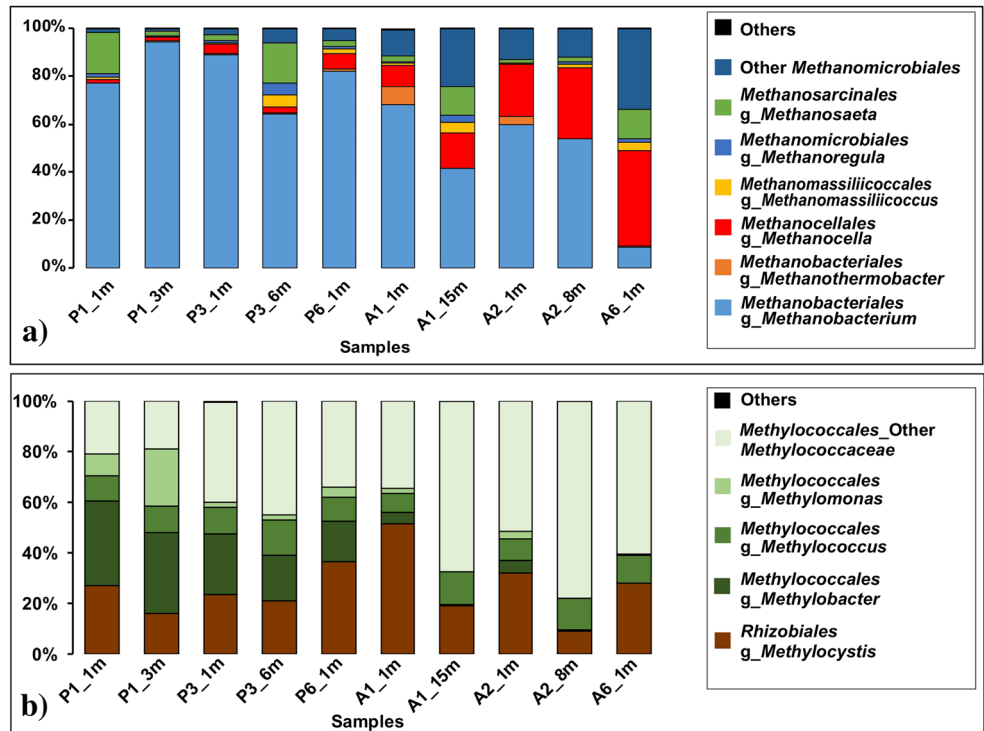 100%
80%
60%
40%
20%
0%
P1_1m
P1_3m
P3_1m
P3_6m
P6_1m
A1_1m
A1_15m
A2_1m
A2_8m
A6_1m
Samples
a)
Others
Other Methanomicrobiales
Methanosarcinales
g_Methanosaeta
Methanomicrobiales
g_Methanoregula
Methanomassiliicoccales
g_Methanomassiliicoccus
Methanocellales
g_Methanocella
Methanobacteriales
g_Methanothermobacter
Methanobacteriales
g_Methanobacterium
100%
80%
60%
40%
20%
0%
P1_1m
P1_3m
P3_1m
P3_6m
P6_1m
A1_1m
A1_15m
A2_1m
A2_8m
A6_1m
Samples
b)
Others
Methylococcales_Other
Methylococcaceae
Methylococcales
g_Methylomonas
Methylococcales
g_Methylococcus
Methylococcales
g_Methylobacter
Rhizobiales
g_Methylocystis